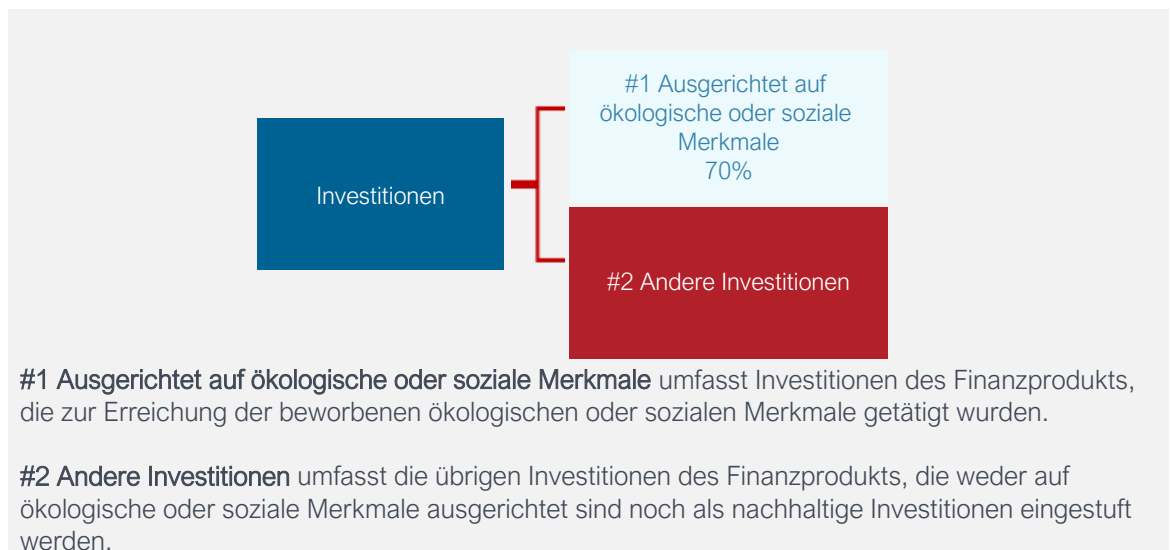 #1 Ausgerichtet auf
ökologische oder soziale
Merkmale
70%
Investitionen
#2 Andere Investitionen
#1 Ausgerichtet auf ökologische oder soziale Merkmale umfasst Investitionen des Finanzprodukts,
die zur Erreichung der beworbenen ökologischen oder sozialen Merkmale getätigt wurden.
#2 Andere Investitionen umfasst die übrigen Investitionen des Finanzprodukts, die weder auf
ökologische oder soziale Merkmale ausgerichtet sind noch als nachhaltige Investitionen eingestuft
werden.